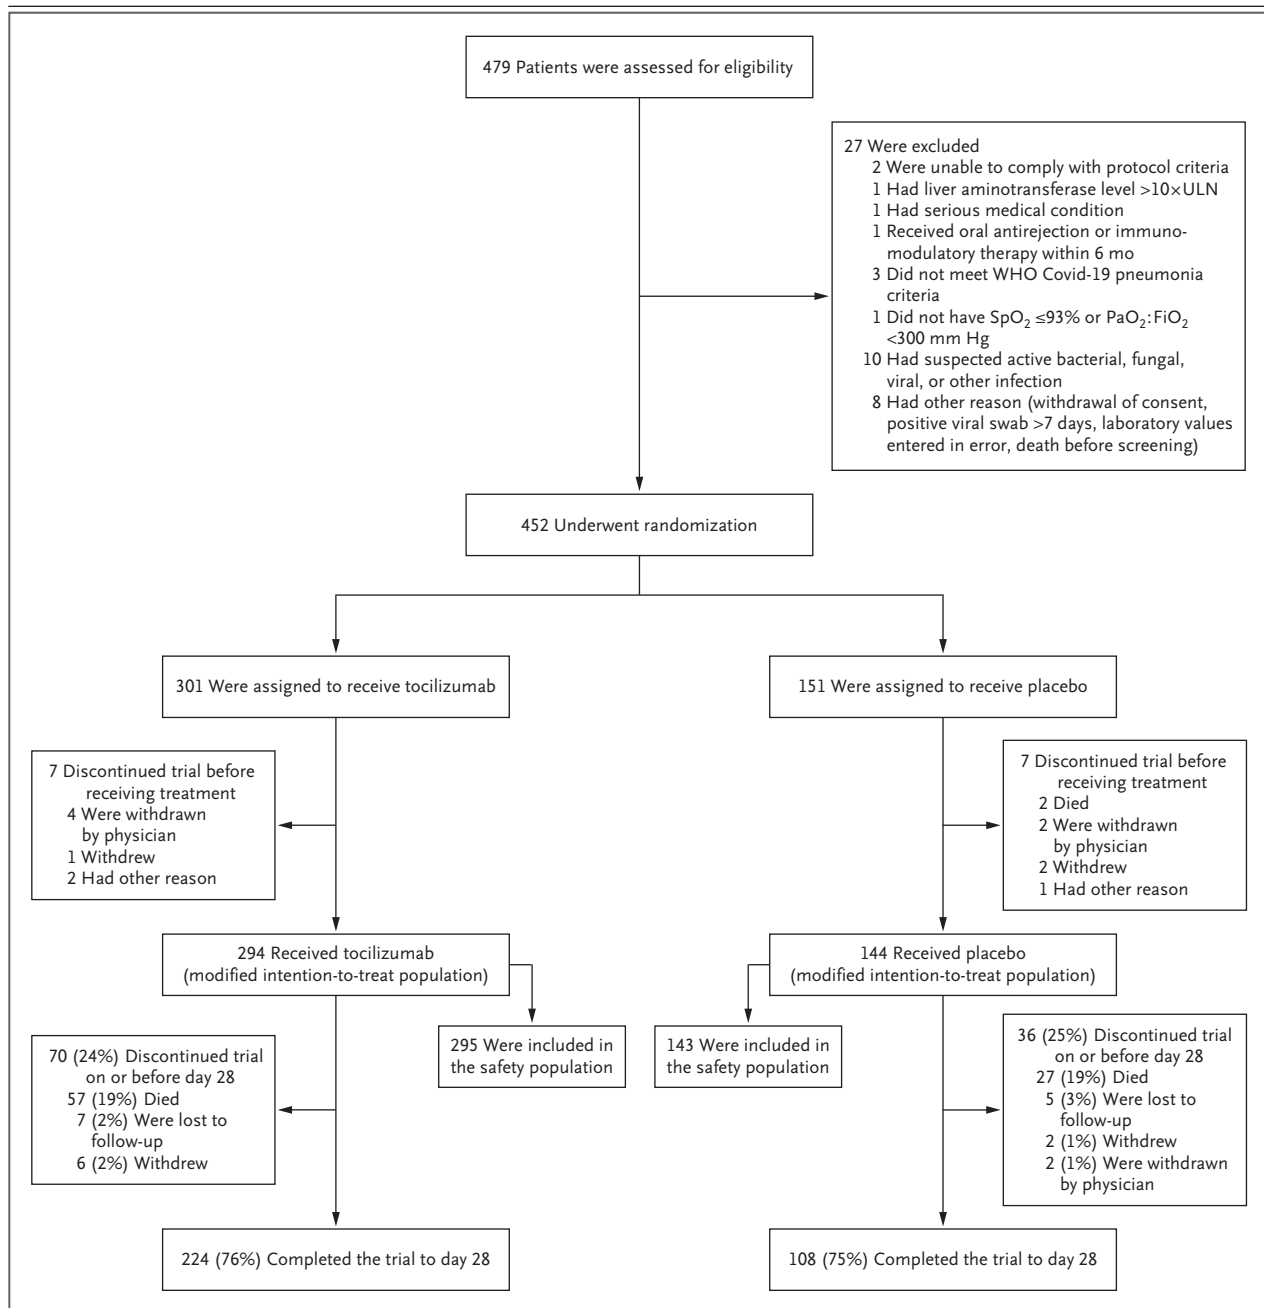 479 Patients were assessed for eligibility
27 Were excluded
2 Were unable to comply with protocol criteria
1 Had liver aminotransferase level >10×ULN
1 Had serious medical condition
1 Received oral antirejection or immuno-
modulatory therapy within 6 mo
3 Did not meet WHO Covid-19 pneumonia
criteria
1 Did not have SpO₂ ≤93% or PaO₂:FiO₂
<300 mm Hg
10 Had suspected active bacterial, fungal,
viral, or other infection
8 Had other reason (withdrawal of consent,
positive viral swab >7 days, laboratory values
entered in error, death before screening)
452 Underwent randomization
301 Were assigned to receive tocilizumab
151 Were assigned to receive placebo
7 Discontinued trial before
receiving treatment
4 Were withdrawn
by physician
1 Withdrew
2 Had other reason
7 Discontinued trial before
receiving treatment
2 Died
2 Were withdrawn
by physician
2 Withdrew
1 Had other reason
294 Received tocilizumab
(modified intention-to-treat population)
144 Received placebo
(modified intention-to-treat population)
295 Were included in
the safety population
143 Were included in
the safety population
70 (24%) Discontinued trial
on or before day 28
57 (19%) Died
7 (2%) Were lost to
follow-up
6 (2%) Withdrew
36 (25%) Discontinued trial
on or before day 28
27 (19%) Died
5 (3%) Were lost to
follow-up
2 (1%) Withdrew
2 (1%) Were withdrawn
by physician
224 (76%) Completed the trial to day 28
108 (75%) Completed the trial to day 28